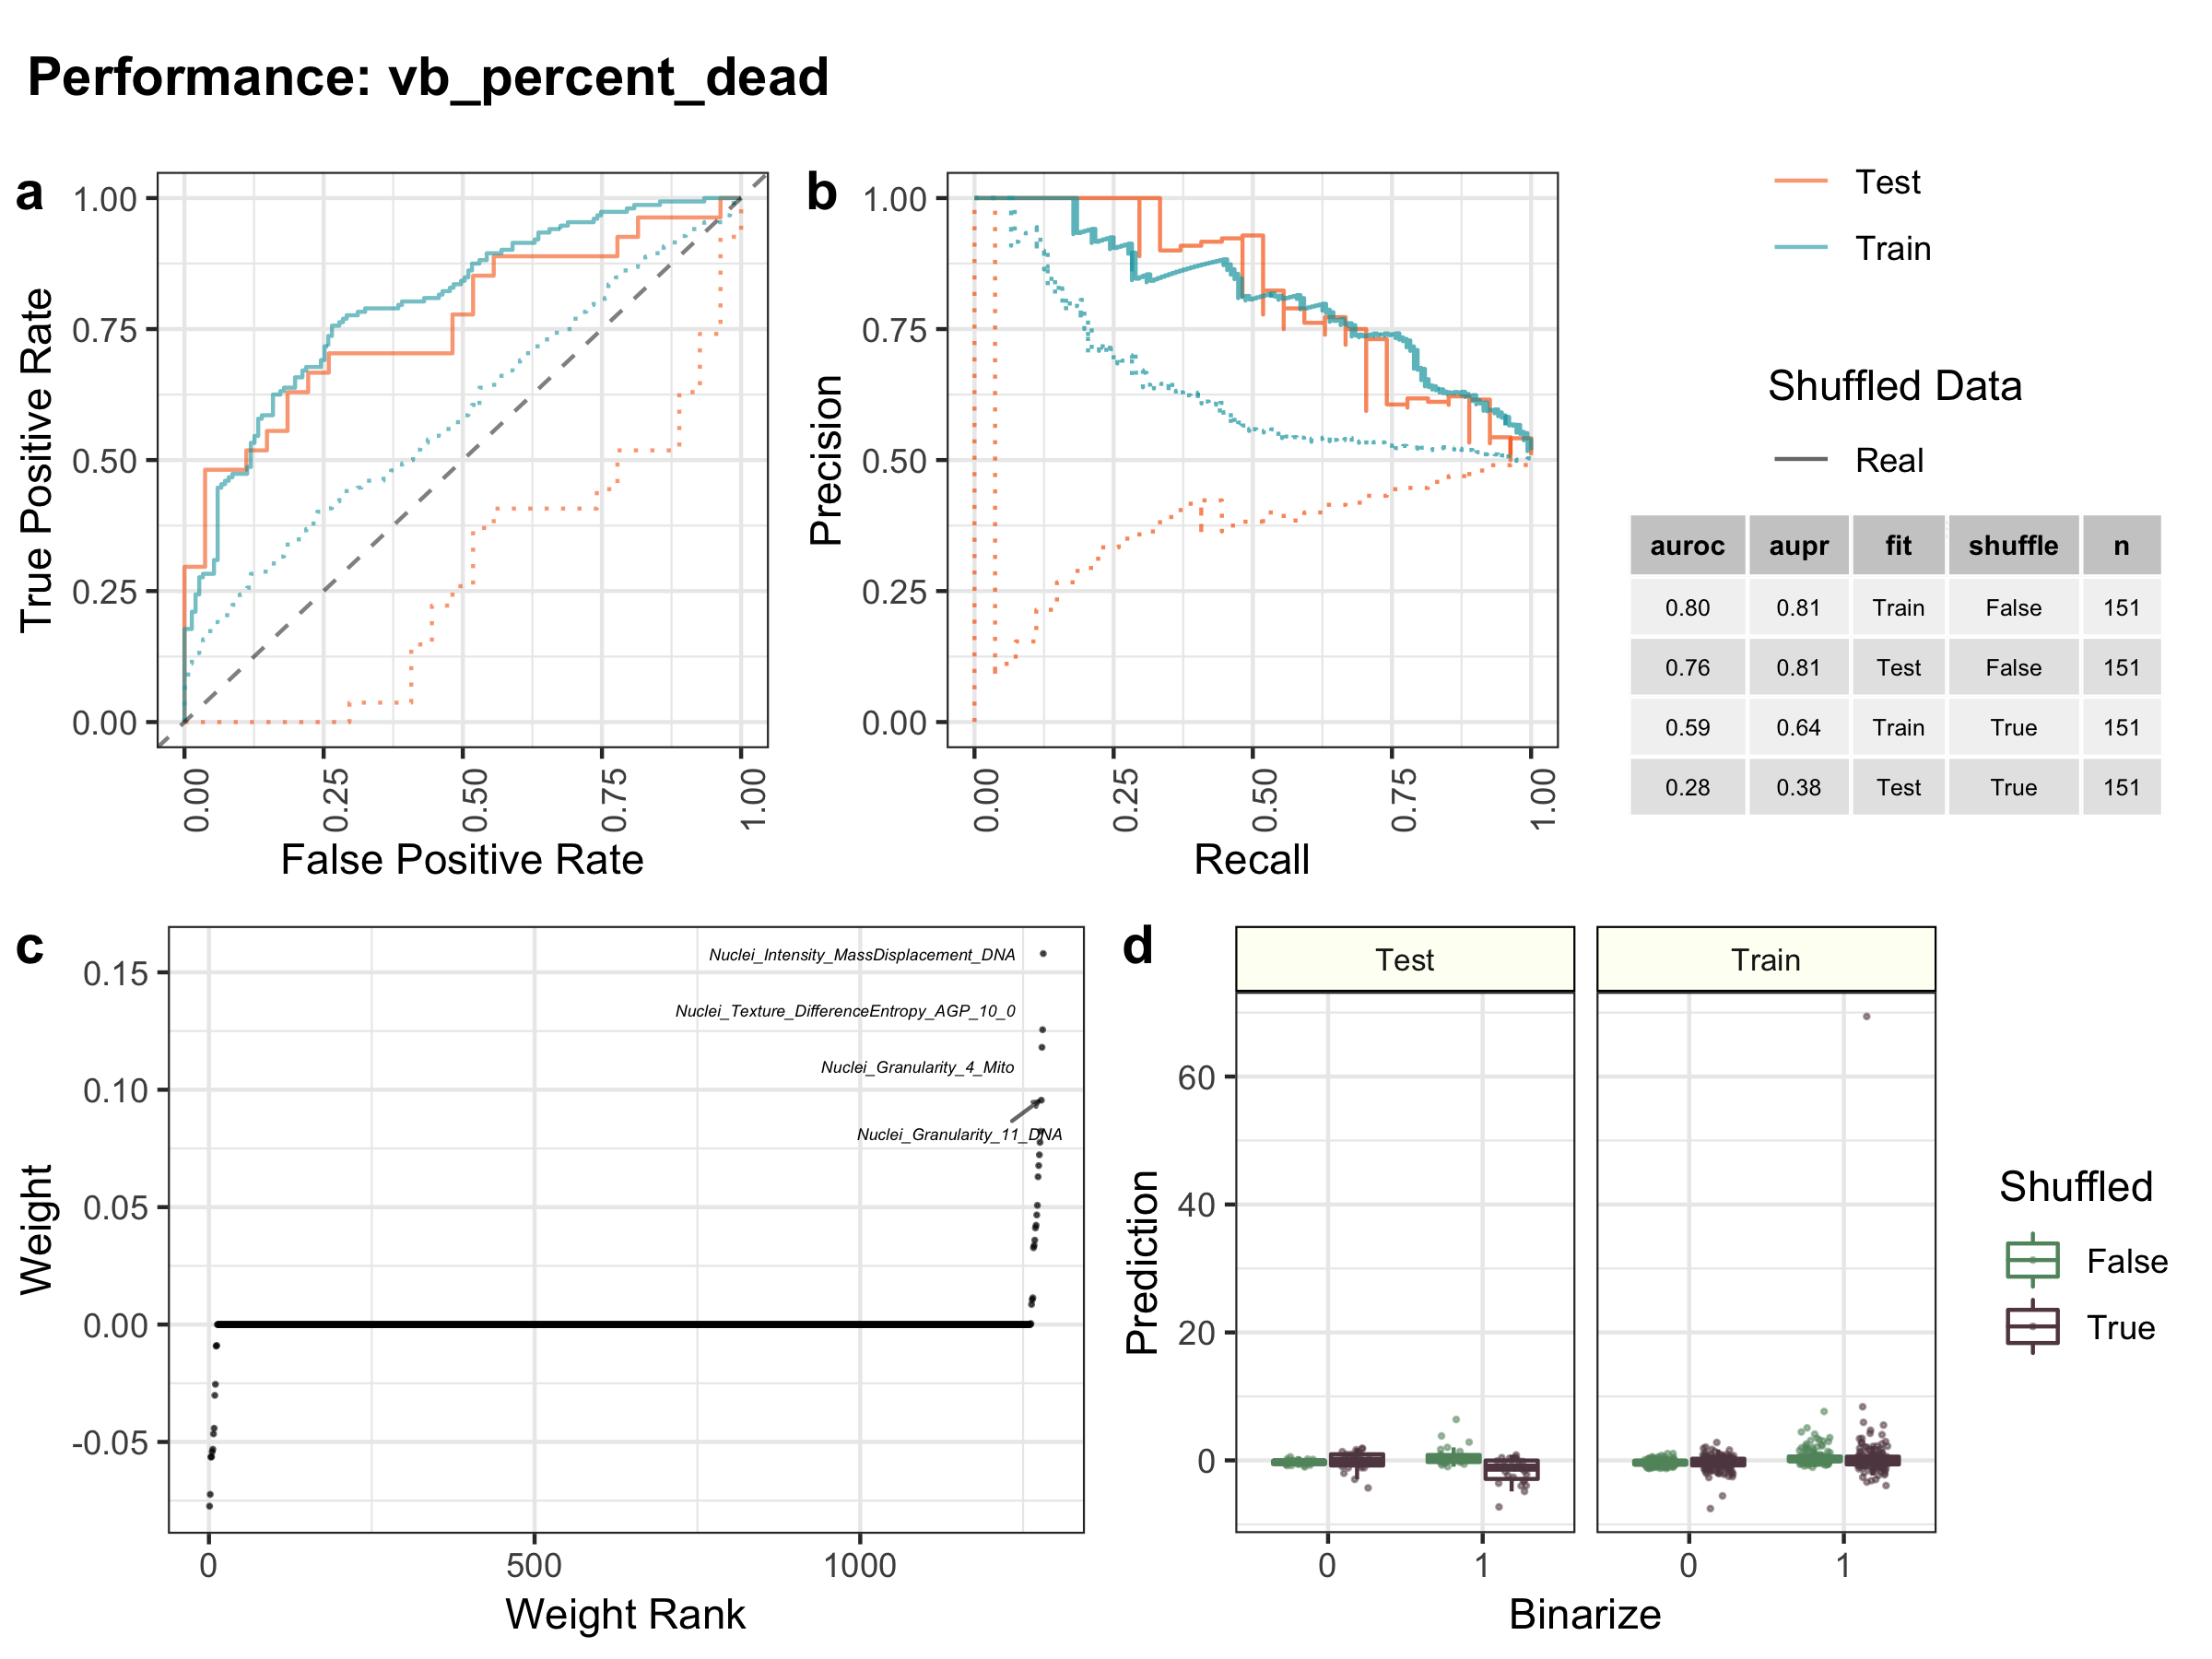 Performance: vb_percent_dead
a
True Positive Rate
1.00
0.75
0.50
0.25
0.00
0.00
0.25
0.50
0.75
1.00
False Positive Rate
b
Precision
1.00
0.75
0.50
0.25
0.00
0.00
0.25
0.50
0.75
1.00
Recall
Test
Train
Shuffled Data
Real
auroc aupr fit shuffle n
0.80 0.81 Train False 151
0.76 0.81 Test False 151
0.59 0.64 Train True 151
0.28 0.38 Test True 151
c
Weight
0.15
0.10
0.05
0.00
-0.05
Nuclei_Intensity_MassDisplacement_DNA
Nuclei_Texture_DifferenceEntropy_AGP_10_0
Nuclei_Granularity_4_Mito
Nuclei_Granularity_11_DNA
0
500
1000
Weight Rank
d
Test
Train
Prediction
60
40
20
0
0
1
0
1
Binarize
Shuffled
False
True